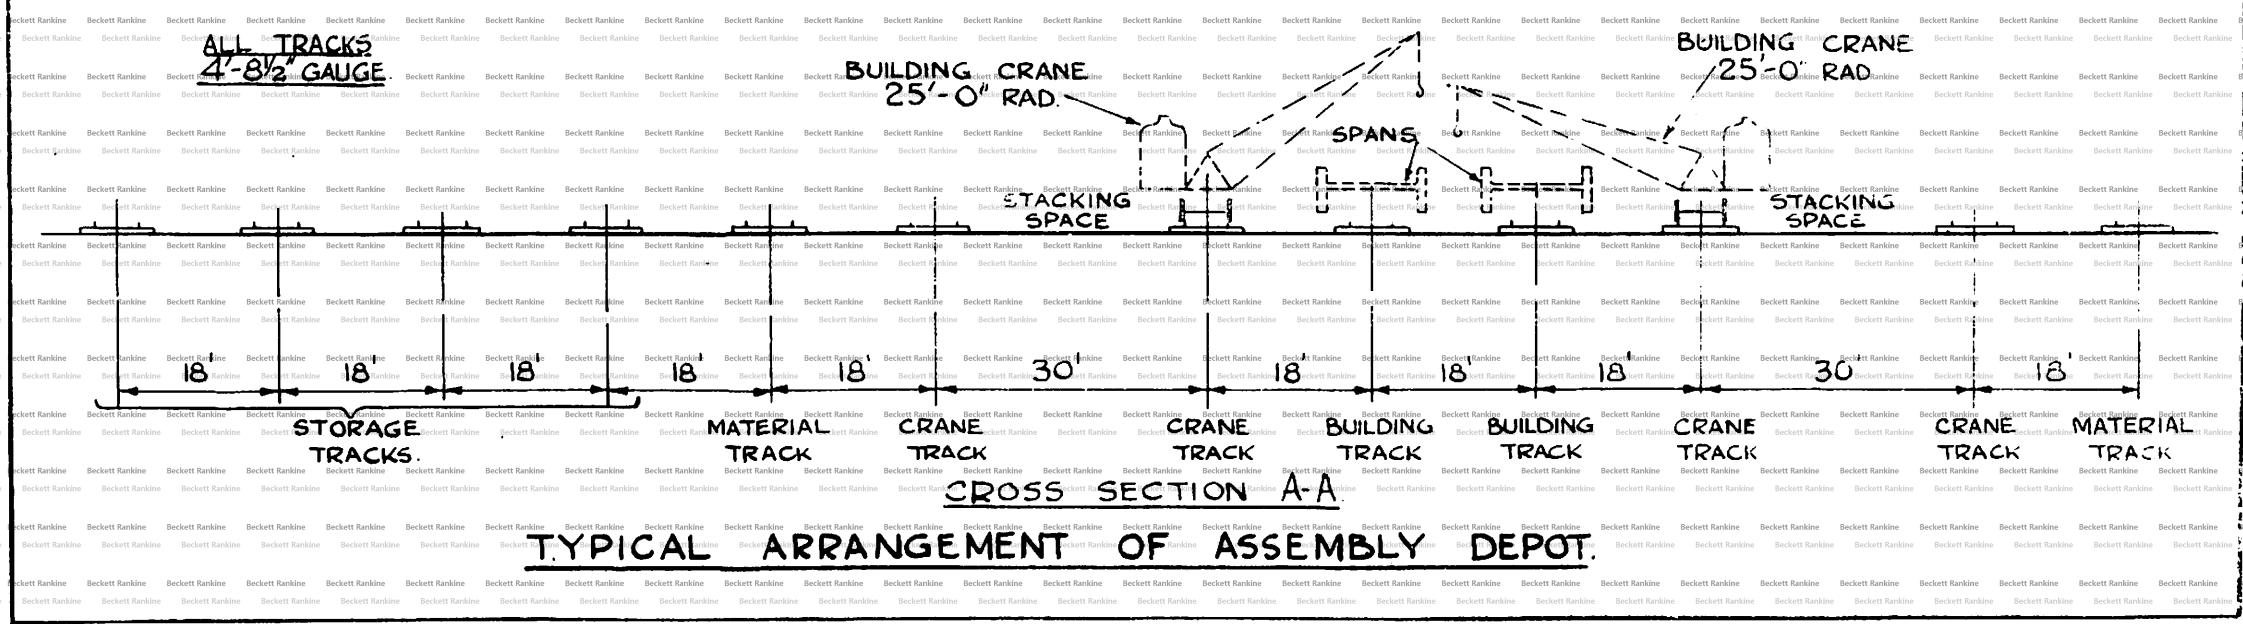 ALL TRACKS
4'-8½" GAUGE.
BUILDING CRANE
25'-0" RAD.
BUILDING CRANE
25'-0" RAD
SPANS
STACKING
SPACE
STACKING
SPACE
18' 18' 18' 18' 18' 30' 18' 18' 18' 30' 18'
STORAGE
TRACKS.
MATERIAL
TRACK
CRANE
TRACK
CRANE
TRACK
BUILDING
TRACK
BUILDING
TRACK
CRANE
TRACK
CRANE
TRACK
MATERIAL
TRACK
CROSS SECTION A-A.
TYPICAL ARRANGEMENT OF ASSEMBLY DEPOT.
Beckett Rankine